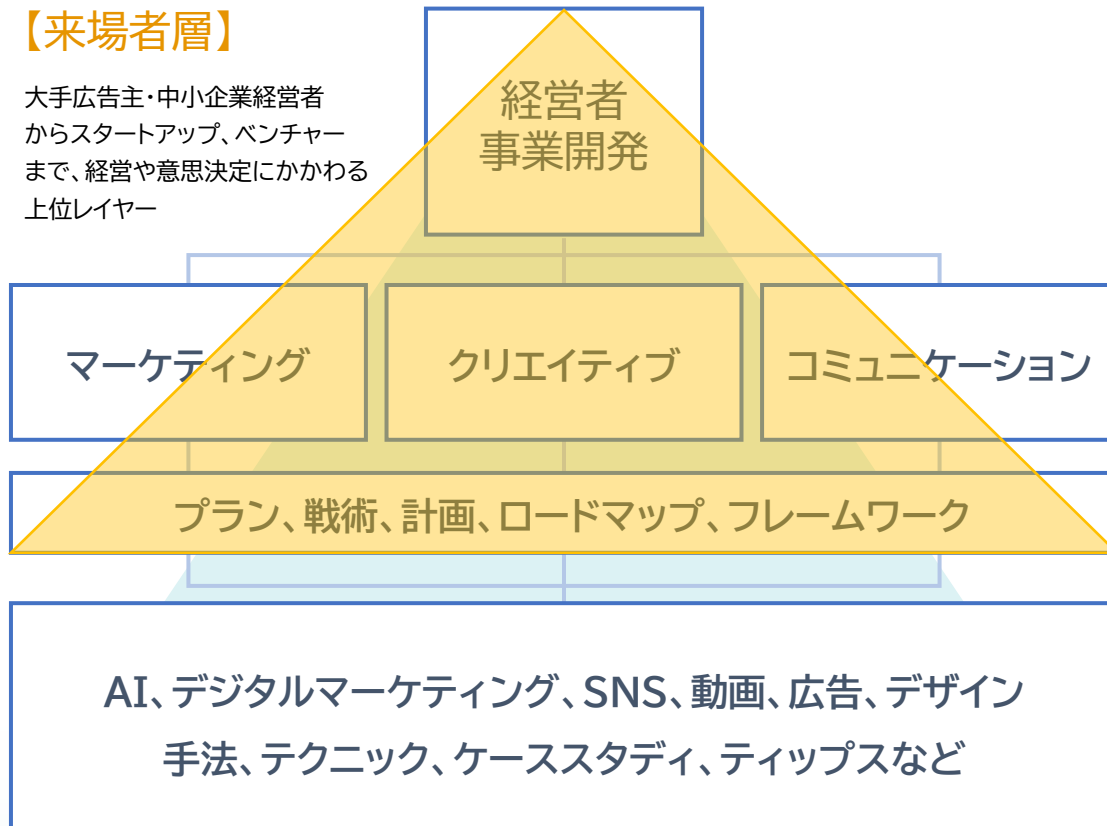 【来場者層】
大手広告主・中小企業経営者
からスタートアップ、ベンチャー
まで、経営や意思決定にかかわる
上位レイヤー
経営者
事業開発
マーケティング
クリエイティブ
コミュニケーション
プラン、戦術、計画、ロードマップ、フレームワーク
AI、デジタルマーケティング、SNS、動画、広告、デザイン
手法、テクニック、ケーススタディ、ティップスなど